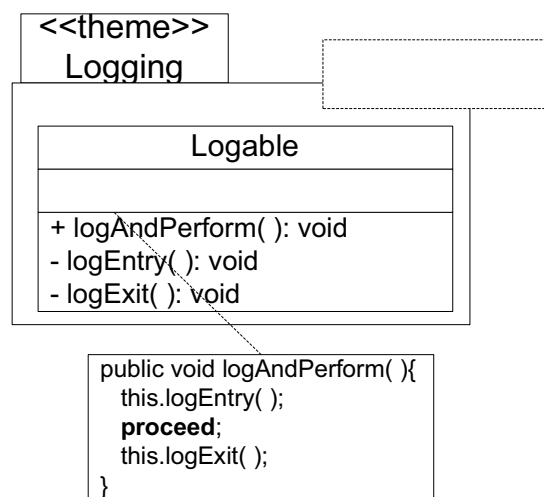 <<theme>>
Logging
Logable
+ logAndPerform( ): void
- logEntry( ): void
- logExit( ): void
public void logAndPerform( ){
this.logEntry( );
proceed;
this.logExit( );
}